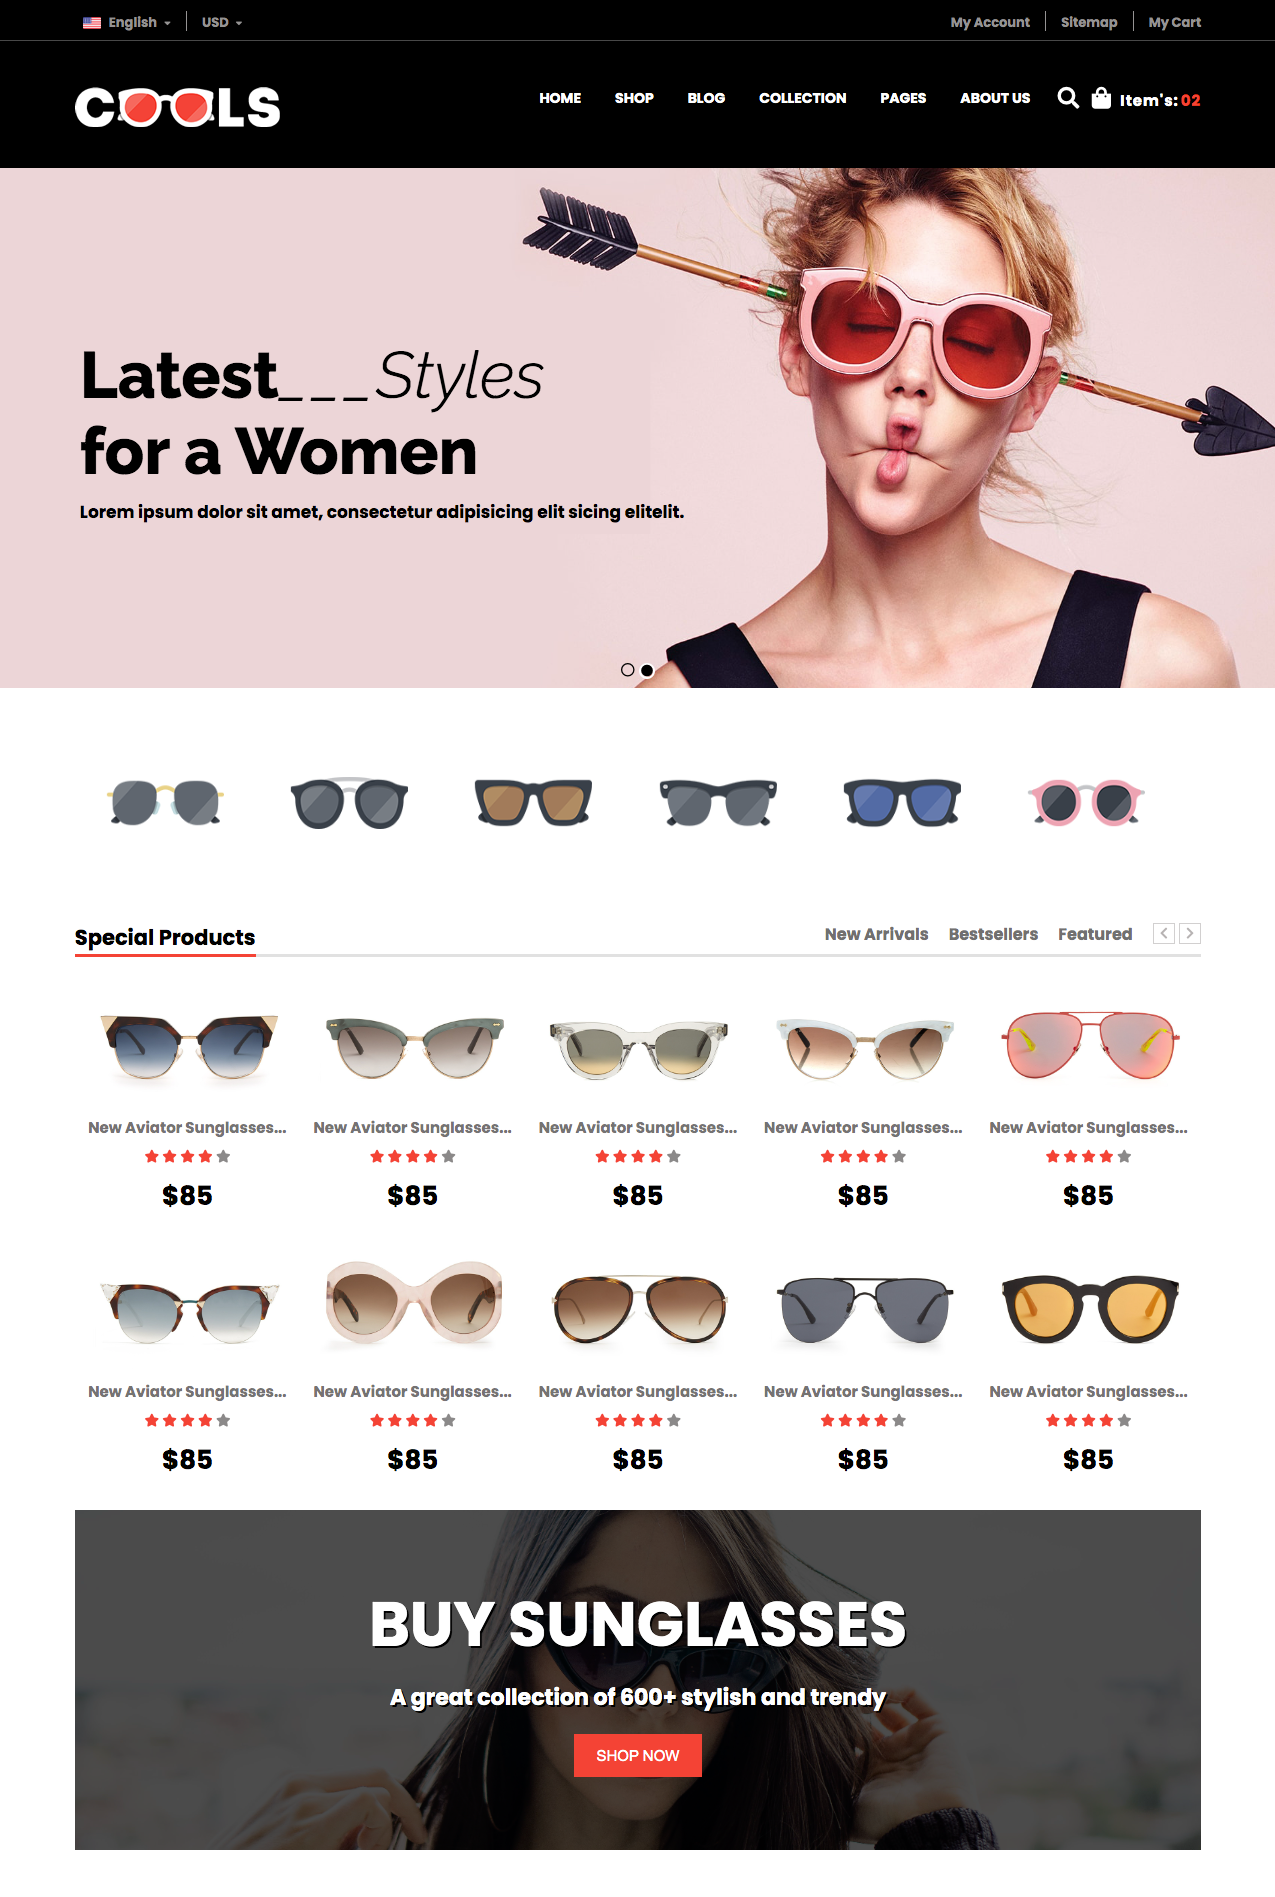 English USD My Account Sitemap My Cart
COOLS HOME SHOP BLOG COLLECTION PAGES ABOUT US Item's: 02
Latest___Styles
for a Women
Lorem ipsum dolor sit amet, consectetur adipisicing elit sicing elitelit.
Special Products New Arrivals Bestsellers Featured
New Aviator Sunglasses... New Aviator Sunglasses... New Aviator Sunglasses... New Aviator Sunglasses... New Aviator Sunglasses...
$85 $85 $85 $85 $85
New Aviator Sunglasses... New Aviator Sunglasses... New Aviator Sunglasses... New Aviator Sunglasses... New Aviator Sunglasses...
$85 $85 $85 $85 $85
BUY SUNGLASSES
A great collection of 600+ stylish and trendy
SHOP NOW